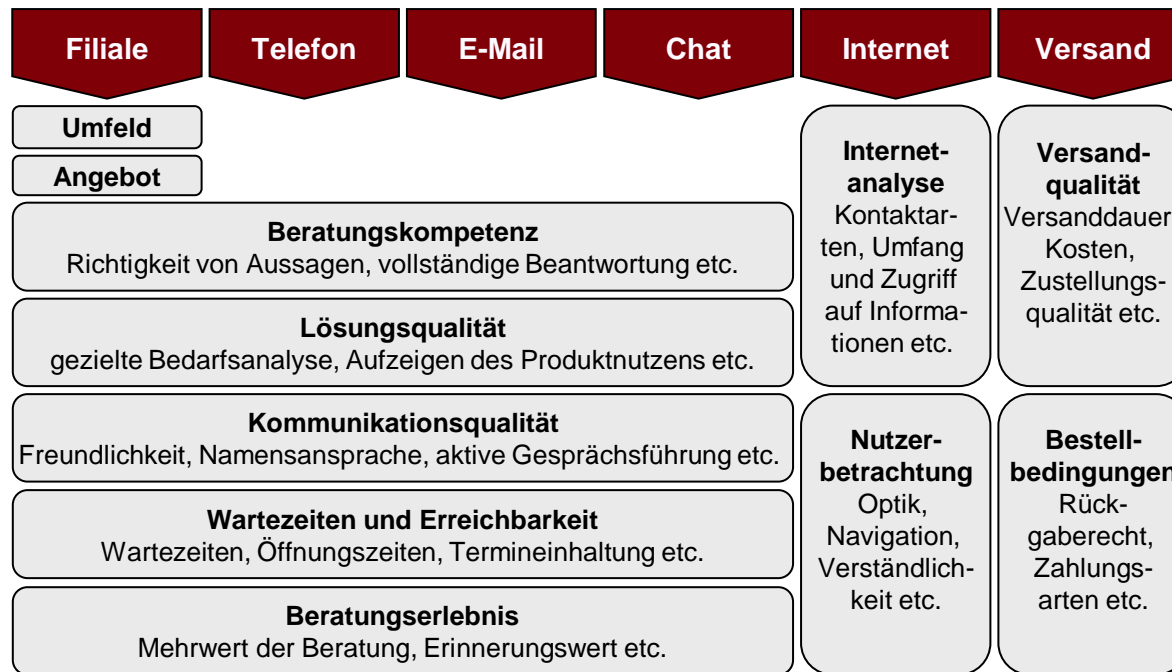 Filiale
Telefon
E-Mail
Chat
Internet
Versand
Umfeld
Angebot
Beratungskompetenz
Richtigkeit von Aussagen, vollständige Beantwortung etc.
Lösungsqualität
gezielte Bedarfsanalyse, Aufzeigen des Produktnutzens etc.
Kommunikationsqualität
Freundlichkeit, Namensansprache, aktive Gesprächsführung etc.
Wartezeiten und Erreichbarkeit
Wartezeiten, Öffnungszeiten, Termineinhaltung etc.
Beratungserlebnis
Mehrwert der Beratung, Erinnerungswert etc.
Internet-
analyse
Kontaktar-
ten, Umfang
und Zugriff
auf Informa-
tionen etc.
Nutzer-
betrachtung
Optik,
Navigation,
Verständlich-
keit etc.
Versand-
qualität
Versanddauer
Kosten,
Zustellungs-
qualität etc.
Bestell-
bedingungen
Rück-
gaberecht,
Zahlungs-
arten etc.